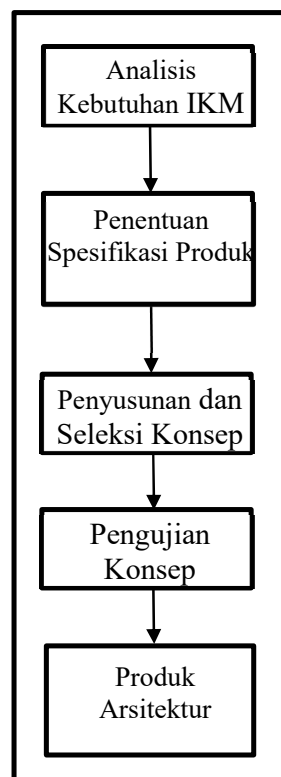 Analisis
Kebutuhan IKM
Penentuan
Spesifikasi Produk
Penyusunan dan
Seleksi Konsep
Pengujian
Konsep
Produk
Arsitektur